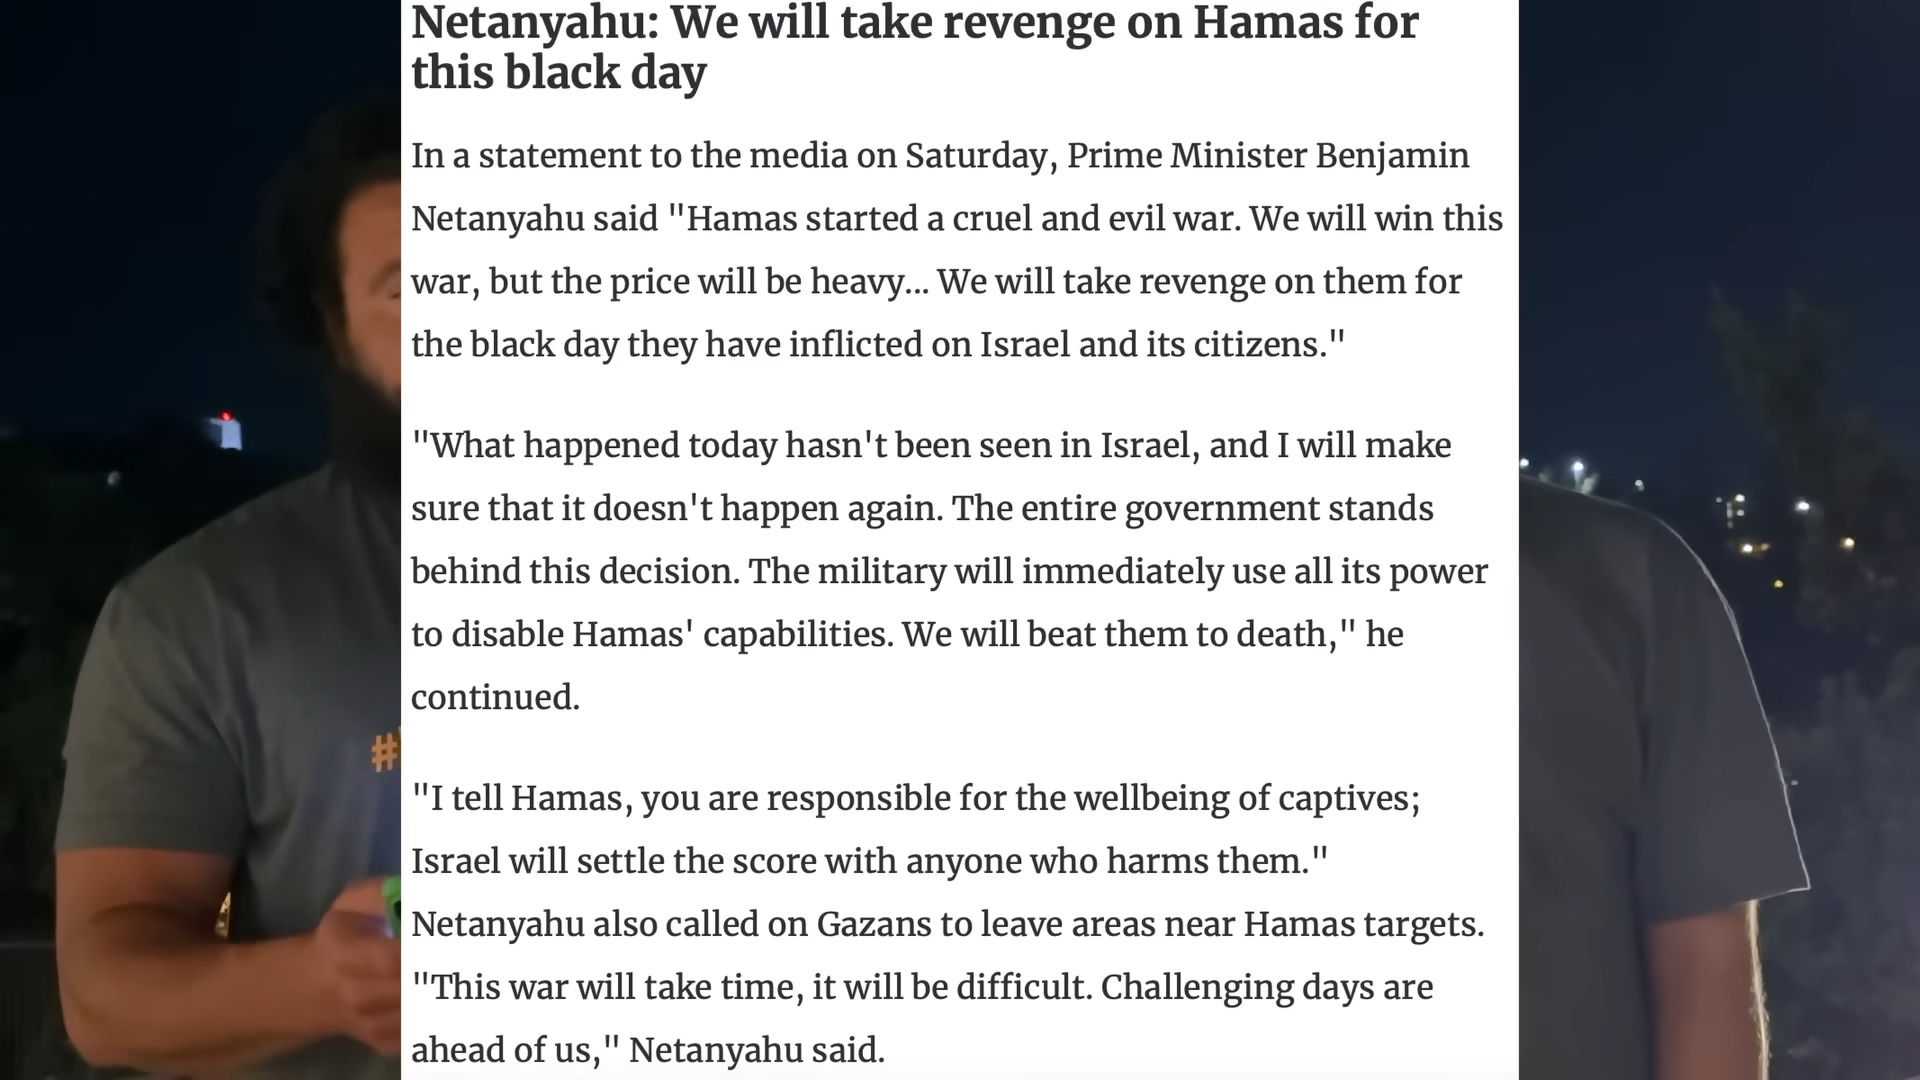 Netanyahu: We will take revenge on Hamas for
this black day
In a statement to the media on Saturday, Prime Minister Benjamin
Netanyahu said "Hamas started a cruel and evil war. We will win this
war, but the price will be heavy... We will take revenge on them for
the black day they have inflicted on Israel and its citizens."
"What happened today hasn't been seen in Israel, and I will make
sure that it doesn't happen again. The entire government stands
behind this decision. The military will immediately use all its power
to disable Hamas' capabilities. We will beat them to death," he
continued.
"I tell Hamas, you are responsible for the wellbeing of captives;
Israel will settle the score with anyone who harms them."
Netanyahu also called on Gazans to leave areas near Hamas targets.
"This war will take time, it will be difficult. Challenging days are
ahead of us," Netanyahu said.
#